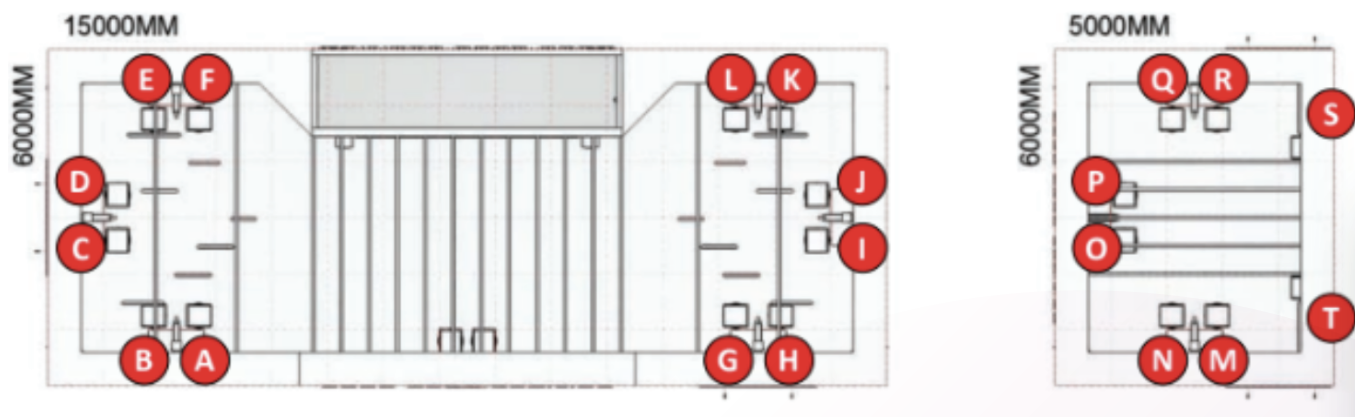 15000MM
5000MM
6000MM
6000MM
E F L K Q R
S
D J P
C I O
T
B A G H N M